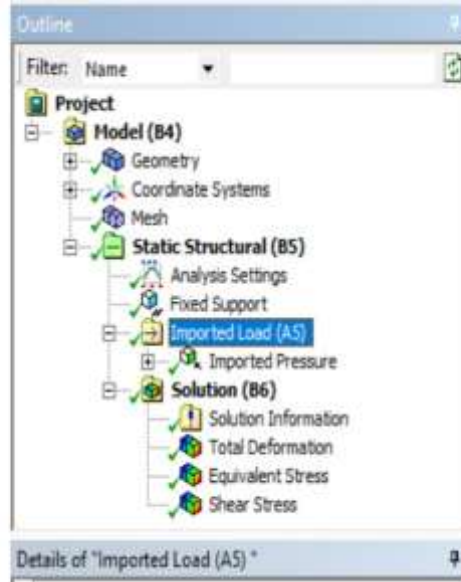 Outline
Filter: Name
Project
Model (B4)
Geometry
Coordinate Systems
Mesh
Static Structural (B5)
Analysis Settings
Fixed Support
Imported Load (A5)
Imported Pressure
Solution (B6)
Solution Information
Total Deformation
Equivalent Stress
Shear Stress
Details of "Imported Load (A5) "